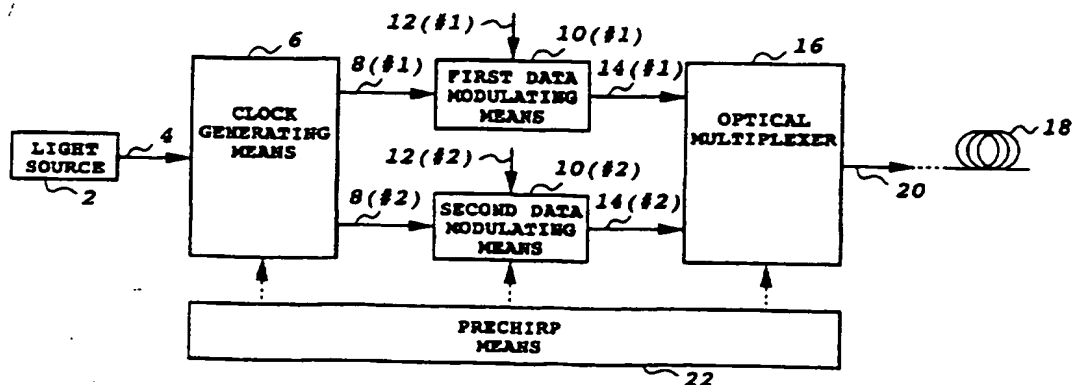 12(#1)
6
10(#1)
16
8(#1)
14(#1)
FIRST DATA
MODULATING
MEANS
CLOCK
GENERATING
MEANS
OPTICAL
MULTIPLEXER
18
4
LIGHT
SOURCE
2
12(#2)
10(#2)
20
8(#2)
14(#2)
SECOND DATA
MODULATING
MEANS
PRECHIRP
MEANS
22